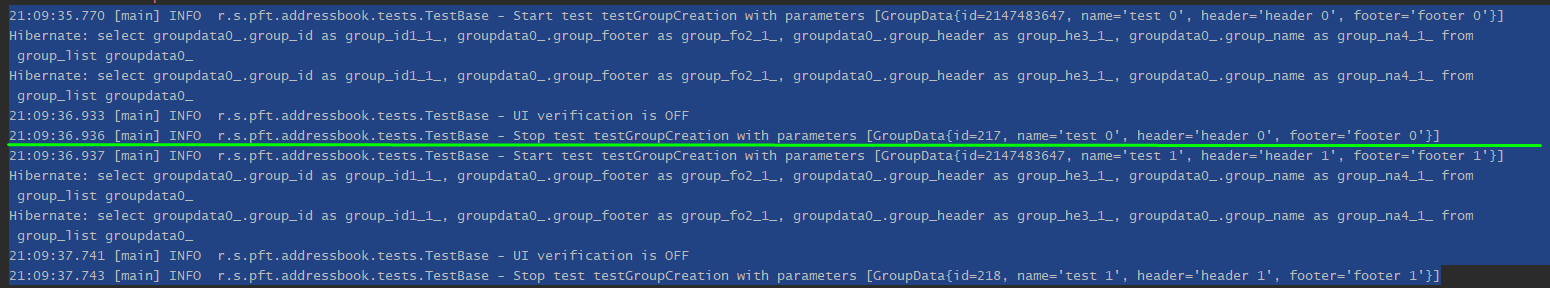 21:09:35.770 [main] INFO  r.s.pft.addressbook.tests.TestBase - Start test testGroupCreation with parameters [GroupData{id=2147483647, name='test 0', header='header 0', footer='footer 0'}]
Hibernate: select groupdata0_.group_id as group_id1_1_, groupdata0_.group_footer as group_fo2_1_, groupdata0_.group_header as group_he3_1_, groupdata0_.group_name as group_na4_1_ from
 group_list groupdata0_
Hibernate: select groupdata0_.group_id as group_id1_1_, groupdata0_.group_footer as group_fo2_1_, groupdata0_.group_header as group_he3_1_, groupdata0_.group_name as group_na4_1_ from
 group_list groupdata0_
21:09:36.933 [main] INFO  r.s.pft.addressbook.tests.TestBase - UI verification is OFF
21:09:36.936 [main] INFO  r.s.pft.addressbook.tests.TestBase - Stop test testGroupCreation with parameters [GroupData{id=217, name='test 0', header='header 0', footer='footer 0'}]
21:09:36.937 [main] INFO  r.s.pft.addressbook.tests.TestBase - Start test testGroupCreation with parameters [GroupData{id=2147483647, name='test 1', header='header 1', footer='footer 1'}]
Hibernate: select groupdata0_.group_id as group_id1_1_, groupdata0_.group_footer as group_fo2_1_, groupdata0_.group_header as group_he3_1_, groupdata0_.group_name as group_na4_1_ from
 group_list groupdata0_
Hibernate: select groupdata0_.group_id as group_id1_1_, groupdata0_.group_footer as group_fo2_1_, groupdata0_.group_header as group_he3_1_, groupdata0_.group_name as group_na4_1_ from
 group_list groupdata0_
21:09:37.741 [main] INFO  r.s.pft.addressbook.tests.TestBase - UI verification is OFF
21:09:37.743 [main] INFO  r.s.pft.addressbook.tests.TestBase - Stop test testGroupCreation with parameters [GroupData{id=218, name='test 1', header='header 1', footer='footer 1'}]